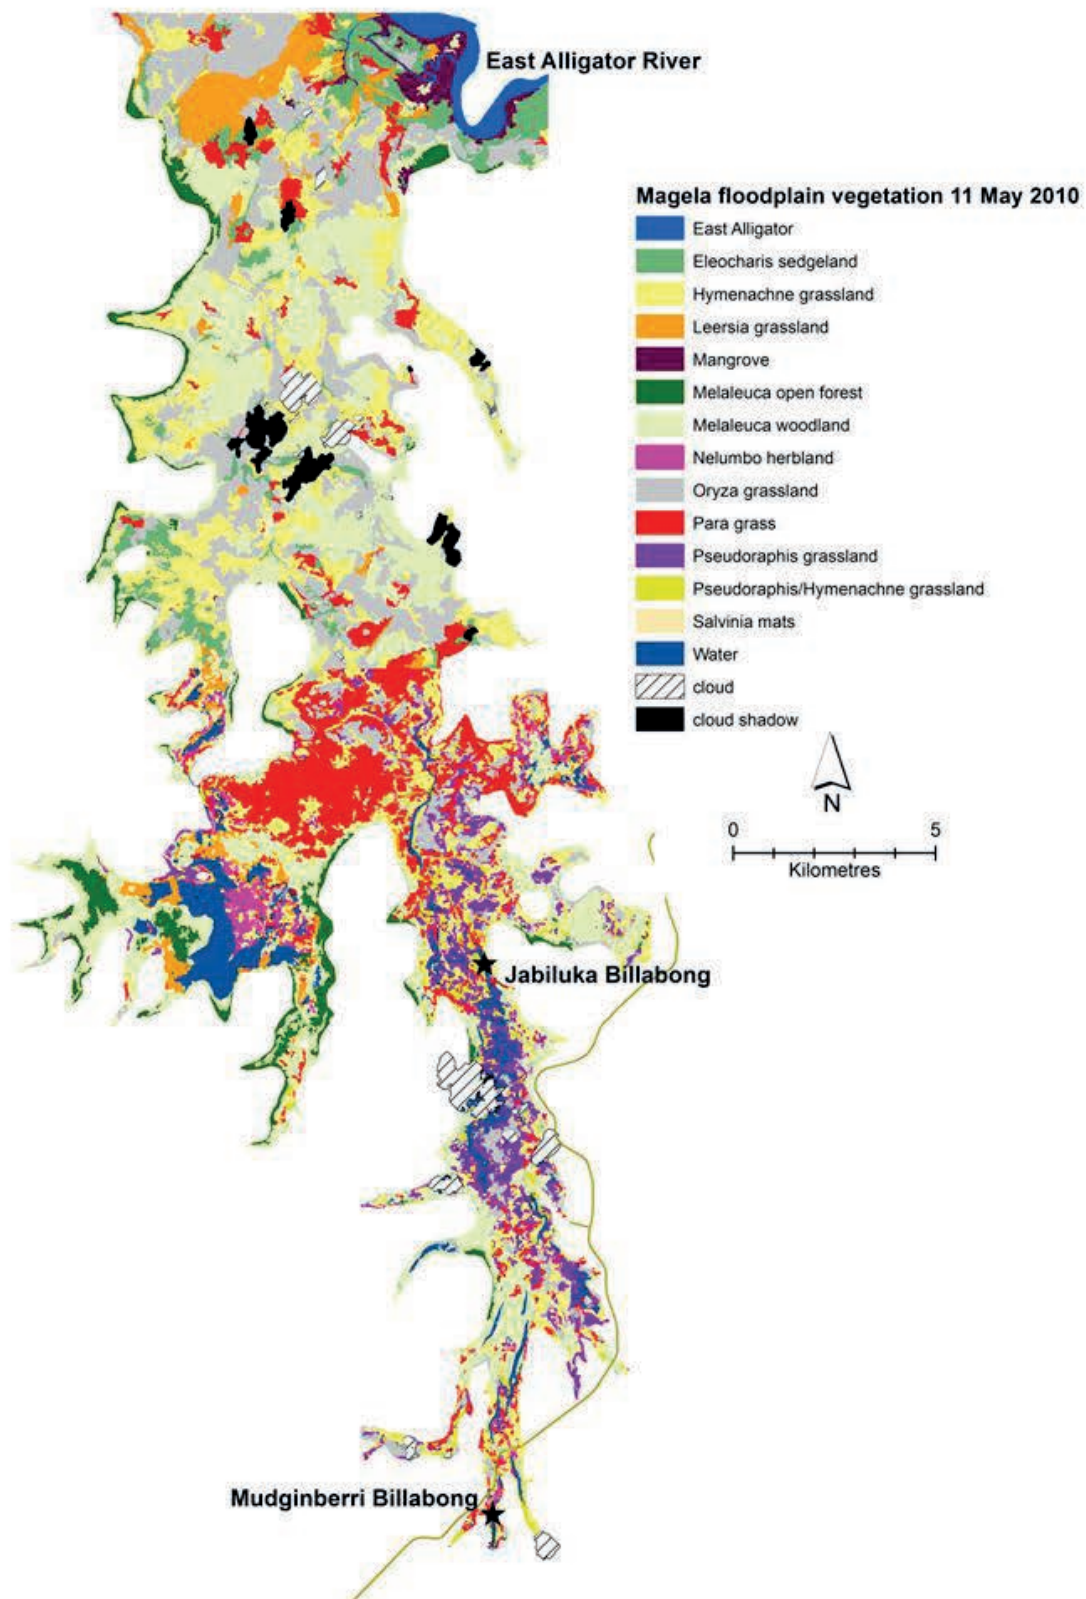 East Alligator River
Magela floodplain vegetation 11 May 2010
East Alligator
Eleocharis sedgeland
Hymenachne grassland
Leersia grassland
Mangrove
Melaleuca open forest
Melaleuca woodland
Nelumbo herbland
Oryza grassland
Para grass
Pseudoraphis grassland
Pseudoraphis/Hymenachne grassland
Salvinia mats
Water
cloud
cloud shadow
N
0 5
Kilometres
Jabiluka Billabong
Mudginberri Billabong